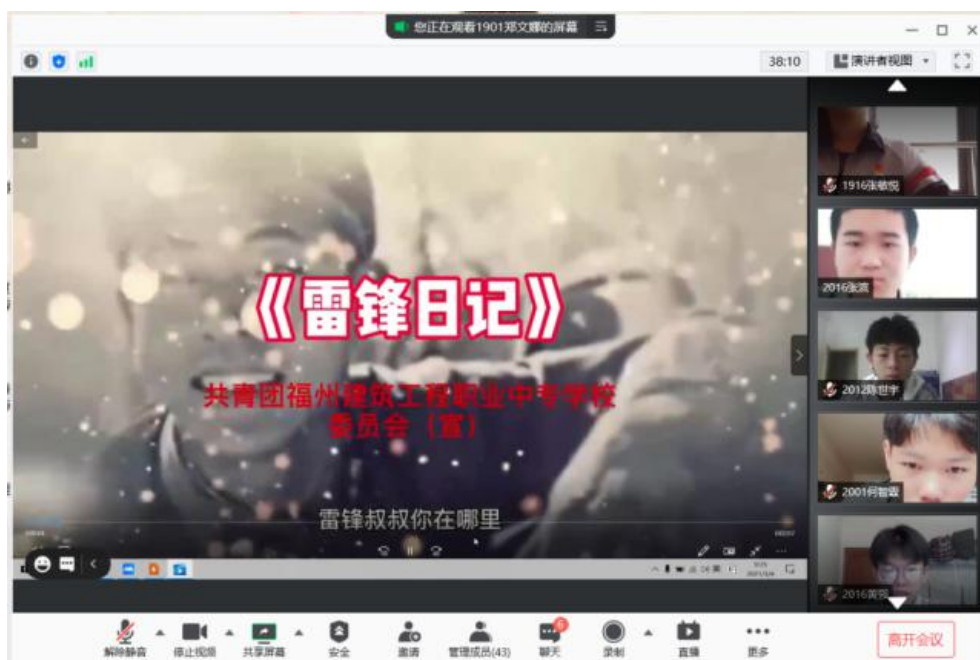 您正在观看1901郑文娜的屏幕
38:10
演讲者视图
1916张敏悦
2016张滨
2012陈世宇
2001何智霖
《雷锋日记》
共青团福州建筑工程职业中专学校
委员会（宣）
雷锋叔叔你在哪里
解除静音
停止视频
共享屏幕
安全
邀请
管理成员(43)
6
聊天
录制
直播
更多
离开会议